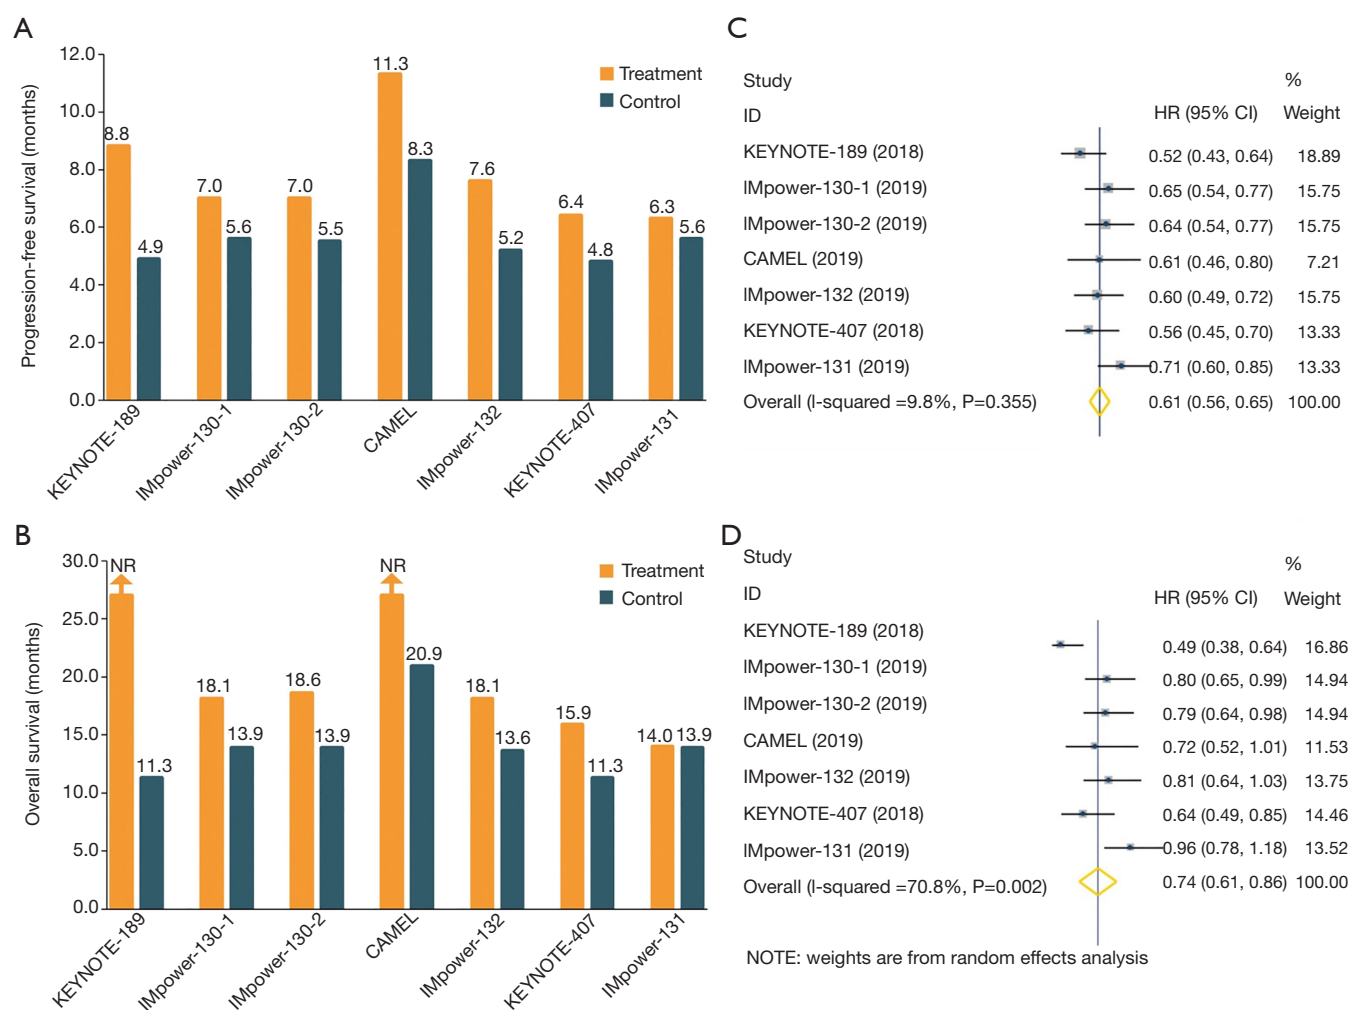 A
Progression-free survival (months)
12.0
10.0
8.0
6.0
4.0
2.0
0.0
Treatment
Control
8.8
4.9
7.0
5.6
7.0
5.5
11.3
8.3
7.6
5.2
6.4
4.8
6.3
5.6
KEYNOTE-189
IMpower-130-1
IMpower-130-2
CAMEL
IMpower-132
KEYNOTE-407
IMpower-131
B
Overall survival (months)
30.0
25.0
20.0
15.0
10.0
5.0
0.0
Treatment
Control
NR
11.3
18.1
13.9
18.6
13.9
NR
20.9
18.1
13.6
15.9
11.3
14.0
13.9
KEYNOTE-189
IMpower-130-1
IMpower-130-2
CAMEL
IMpower-132
KEYNOTE-407
IMpower-131
C
Study %
ID HR (95% CI) Weight
KEYNOTE-189 (2018) 0.52 (0.43, 0.64) 18.89
IMpower-130-1 (2019) 0.65 (0.54, 0.77) 15.75
IMpower-130-2 (2019) 0.64 (0.54, 0.77) 15.75
CAMEL (2019) 0.61 (0.46, 0.80) 7.21
IMpower-132 (2019) 0.60 (0.49, 0.72) 15.75
KEYNOTE-407 (2018) 0.56 (0.45, 0.70) 13.33
IMpower-131 (2019) 0.71 (0.60, 0.85) 13.33
Overall (I-squared =9.8%, P=0.355) 0.61 (0.56, 0.65) 100.00
D
Study %
ID HR (95% CI) Weight
KEYNOTE-189 (2018) 0.49 (0.38, 0.64) 16.86
IMpower-130-1 (2019) 0.80 (0.65, 0.99) 14.94
IMpower-130-2 (2019) 0.79 (0.64, 0.98) 14.94
CAMEL (2019) 0.72 (0.52, 1.01) 11.53
IMpower-132 (2019) 0.81 (0.64, 1.03) 13.75
KEYNOTE-407 (2018) 0.64 (0.49, 0.85) 14.46
IMpower-131 (2019) 0.96 (0.78, 1.18) 13.52
Overall (I-squared =70.8%, P=0.002) 0.74 (0.61, 0.86) 100.00
NOTE: weights are from random effects analysis